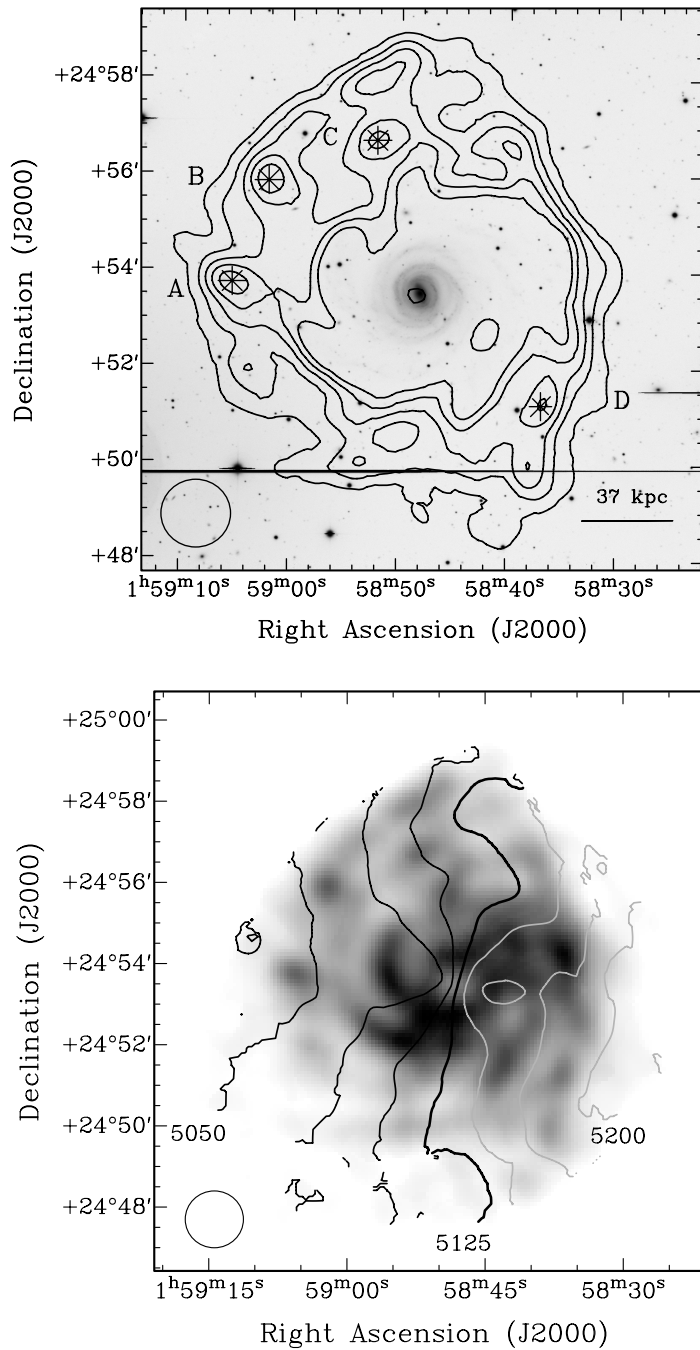 +24°58′
C
+56′
B
+54′
A
+52′
D
+50′
37 kpc
+48′
1ʰ59ᵐ10ˢ 59ᵐ00ˢ 58ᵐ50ˢ 58ᵐ40ˢ 58ᵐ30ˢ
Right Ascension (J2000)
Declination (J2000)
+25°00′
+24°58′
+24°56′
+24°54′
+24°52′
+24°50′
5050
5200
+24°48′
5125
1ʰ59ᵐ15ˢ 59ᵐ00ˢ 58ᵐ45ˢ 58ᵐ30ˢ
Right Ascension (J2000)
Declination (J2000)